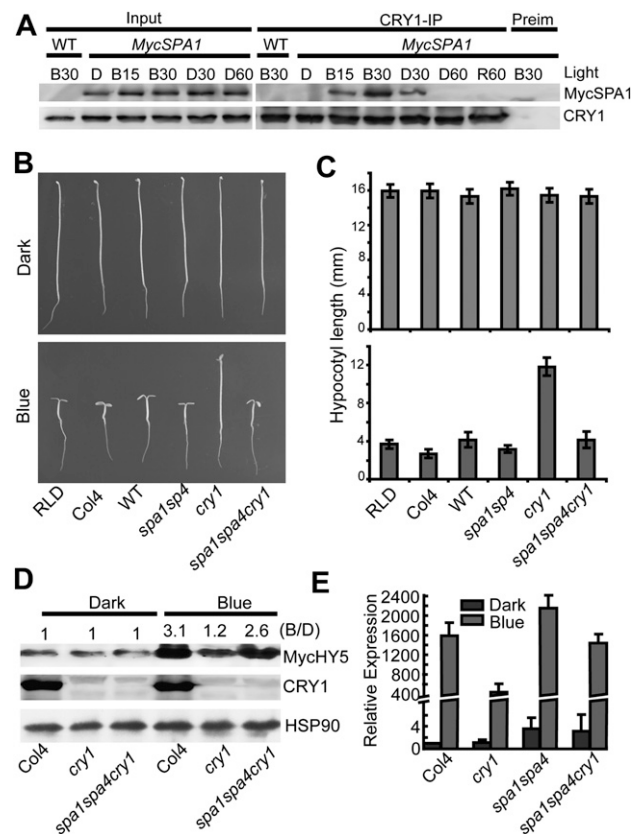 A
Input CRY1-IP Preim
WT MycSPA1 WT MycSPA1
B30 D B15 B30 D30 D60 B30 D B15 B30 D30 D60 R60 B30 Light
MycSPA1
CRY1
B
Dark
Blue
RLD Col4 WT spa1sp4 cry1 spa1spa4cry1
C
Hypocotyl length (mm)
16
12
8
4
0
12
8
4
0
RLD Col4 WT spa1sp4 cry1 spa1spa4cry1
D
Dark Blue
1 1 1 3.1 1.2 2.6 (B/D)
MycHY5
CRY1
HSP90
Col4 cry1 spa1spa4cry1 Col4 cry1 spa1spa4cry1
E
Relative Expression
Dark
Blue
2400
2000
1600
1200
800
400
4
0
Col4 cry1 spa1spa4 spa1spa4cry1